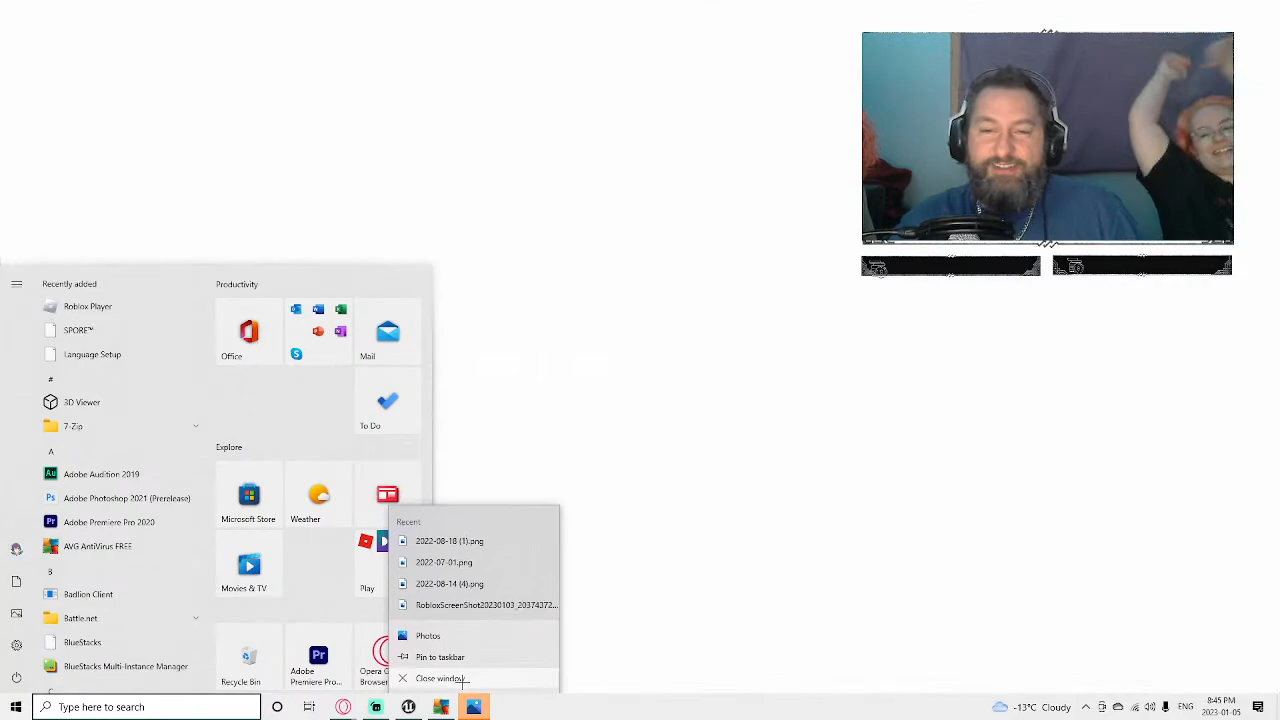 Recently added
Roblox Player
SPORE™
Language Setup
#
3D Viewer
7-Zip
A
Adobe Audition 2019
Adobe Photoshop 2021 (Prerelease)
Adobe Premiere Pro 2020
AVG AntiVirus FREE
B
Badlion Client
Battle.net
BlueStacks
BlueStacks Multi-Instance Manager
Productivity
Office
Mail
To Do
Explore
Microsoft Store
Weather
Movies & TV
Play
Recycle Bin
Adobe
Premiere Pro...
Opera G
Browser
Recent
2022-08-18 (1).png
2022-07-01.png
2022-08-14 (4).png
RobloxScreenShot20230103_20374372...
Photos
Pin to taskbar
Close window
Type here to search
-13°C Cloudy
ENG
8:45 PM
2023-01-05